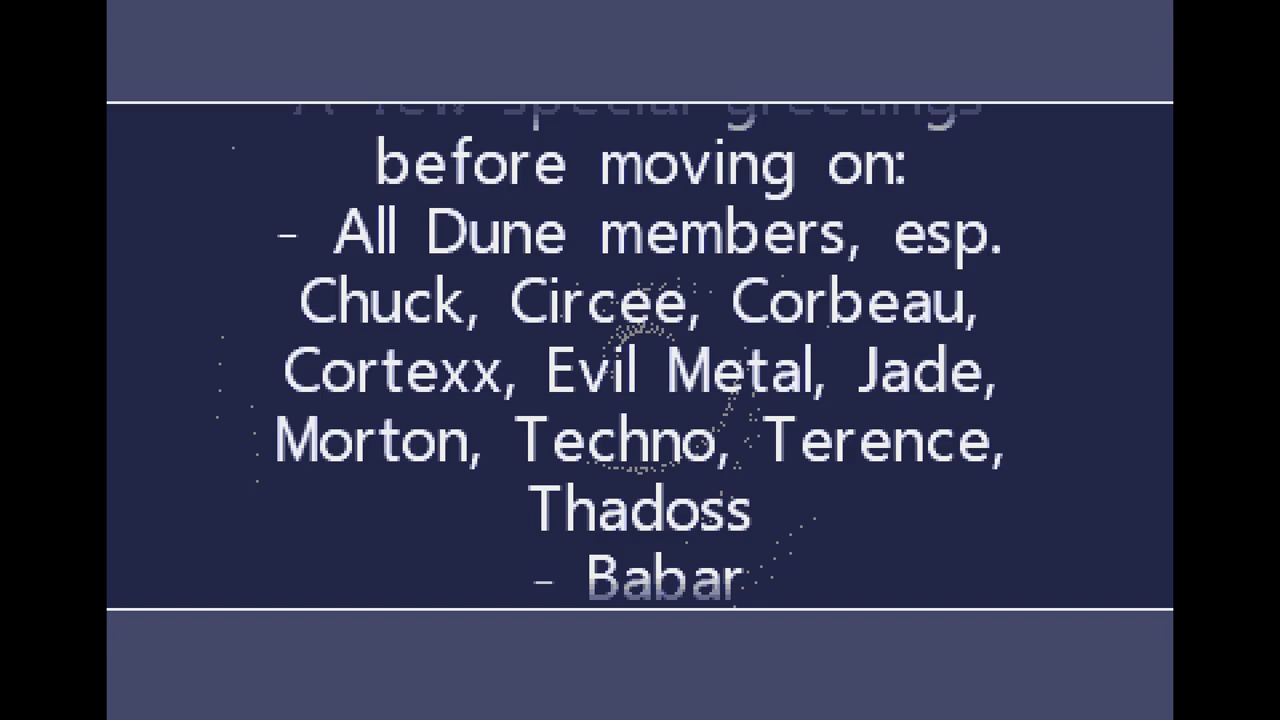 A few special greetings
before moving on:
- All Dune members, esp.
Chuck, Circee, Corbeau,
Cortexx, Evil Metal, Jade,
Morton, Techno, Terence,
Thadoss
- Babar